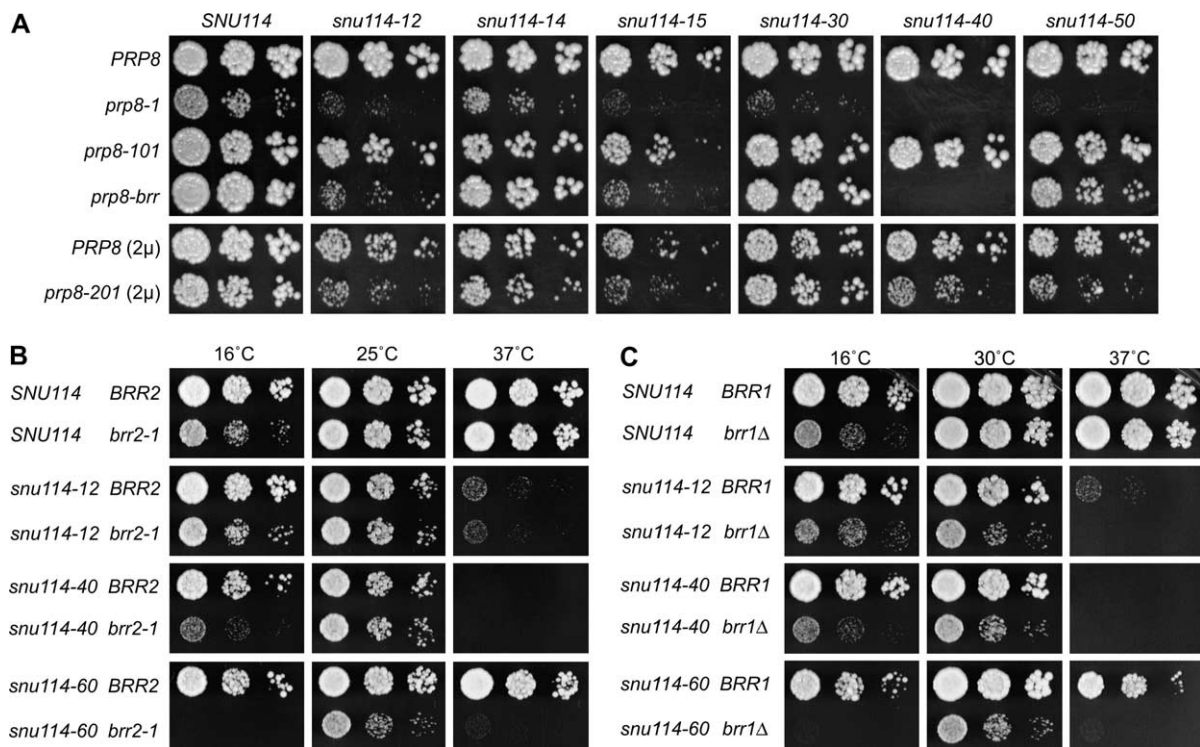 A
SNU114 snu114-12 snu114-14 snu114-15 snu114-30 snu114-40 snu114-50
PRP8
prp8-1
prp8-101
prp8-brr
PRP8 (2μ)
prp8-201 (2μ)
B
16˚C 25˚C 37˚C
SNU114 BRR2
SNU114 brr2-1
snu114-12 BRR2
snu114-12 brr2-1
snu114-40 BRR2
snu114-40 brr2-1
snu114-60 BRR2
snu114-60 brr2-1
C
16˚C 30˚C 37˚C
SNU114 BRR1
SNU114 brr1Δ
snu114-12 BRR1
snu114-12 brr1Δ
snu114-40 BRR1
snu114-40 brr1Δ
snu114-60 BRR1
snu114-60 brr1Δ